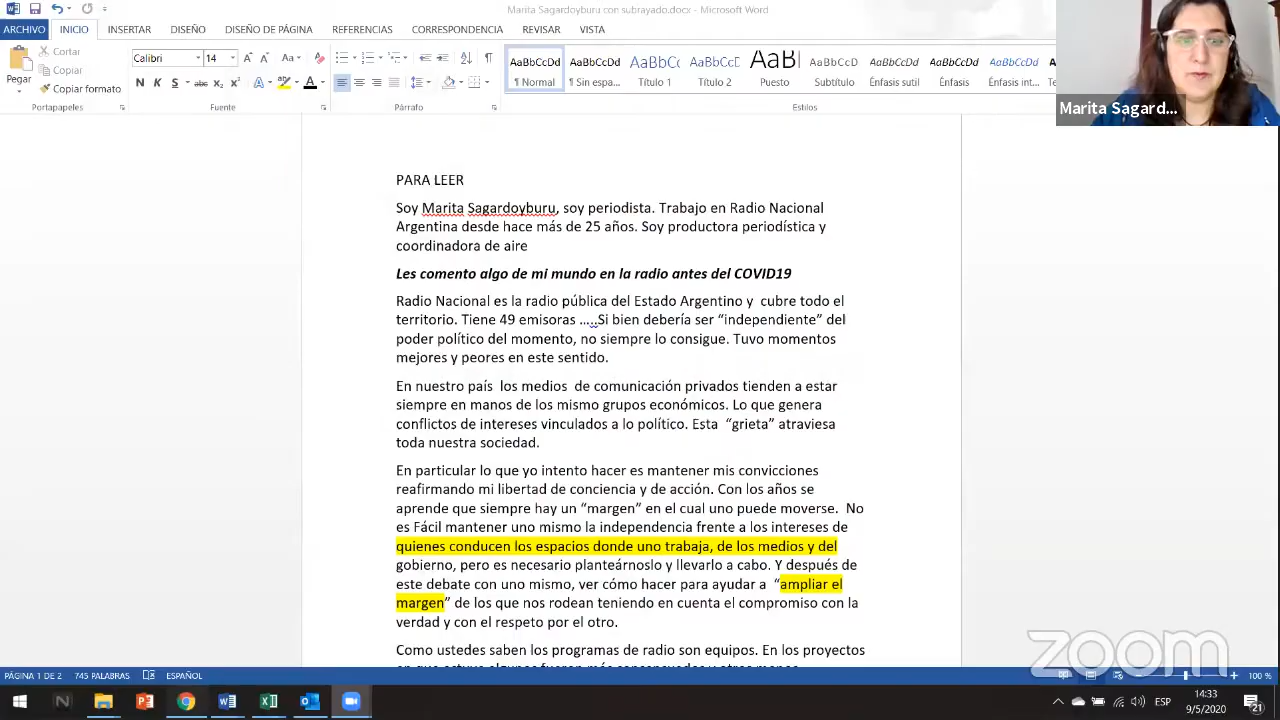 Marita Sagardoyburu con subrayado.docx - Microsoft Word
ARCHIVO INICIO INSERTAR DISEÑO DISEÑO DE PÁGINA REFERENCIAS CORRESPONDENCIA REVISAR VISTA
Pegar
Cortar
Copiar
Copiar formato
Portapapeles
Calibri 14
N K S abc x₂ x²
Fuente
Párrafo
AaBbCcDd AaBbCcDd AaBbCc AaBbCcD AaBb AaBbCcD AaBbCcDd AaBbCcDd AaBbCcDd
¶ Normal ¶ Sin espa... Título 1 Título 2 Puesto Subtítulo Énfasis sutil Énfasis Énfasis int...
Estilos
Marita Sagard...
PARA LEER
Soy Marita Sagardoyburu, soy periodista. Trabajo en Radio Nacional
Argentina desde hace más de 25 años. Soy productora periodística y
coordinadora de aire
Les comento algo de mi mundo en la radio antes del COVID19
Radio Nacional es la radio pública del Estado Argentino y cubre todo el
territorio. Tiene 49 emisoras …..Si bien debería ser “independiente” del
poder político del momento, no siempre lo consigue. Tuvo momentos
mejores y peores en este sentido.
En nuestro país los medios de comunicación privados tienden a estar
siempre en manos de los mismo grupos económicos. Lo que genera
conflictos de intereses vinculados a lo político. Esta “grieta” atraviesa
toda nuestra sociedad.
En particular lo que yo intento hacer es mantener mis convicciones
reafirmando mi libertad de conciencia y de acción. Con los años se
aprende que siempre hay un “margen” en el cual uno puede moverse. No
es Fácil mantener uno mismo la independencia frente a los intereses de
quienes conducen los espacios donde uno trabaja, de los medios y del
gobierno, pero es necesario planteárnoslo y llevarlo a cabo. Y después de
este debate con uno mismo, ver cómo hacer para ayudar a “ampliar el
margen” de los que nos rodean teniendo en cuenta el compromiso con la
verdad y con el respeto por el otro.
Como ustedes saben los programas de radio son equipos. En los proyectos
zoom
PÁGINA 1 DE 2 745 PALABRAS ESPAÑOL 100 %
ESP
14:33
9/5/2020
21